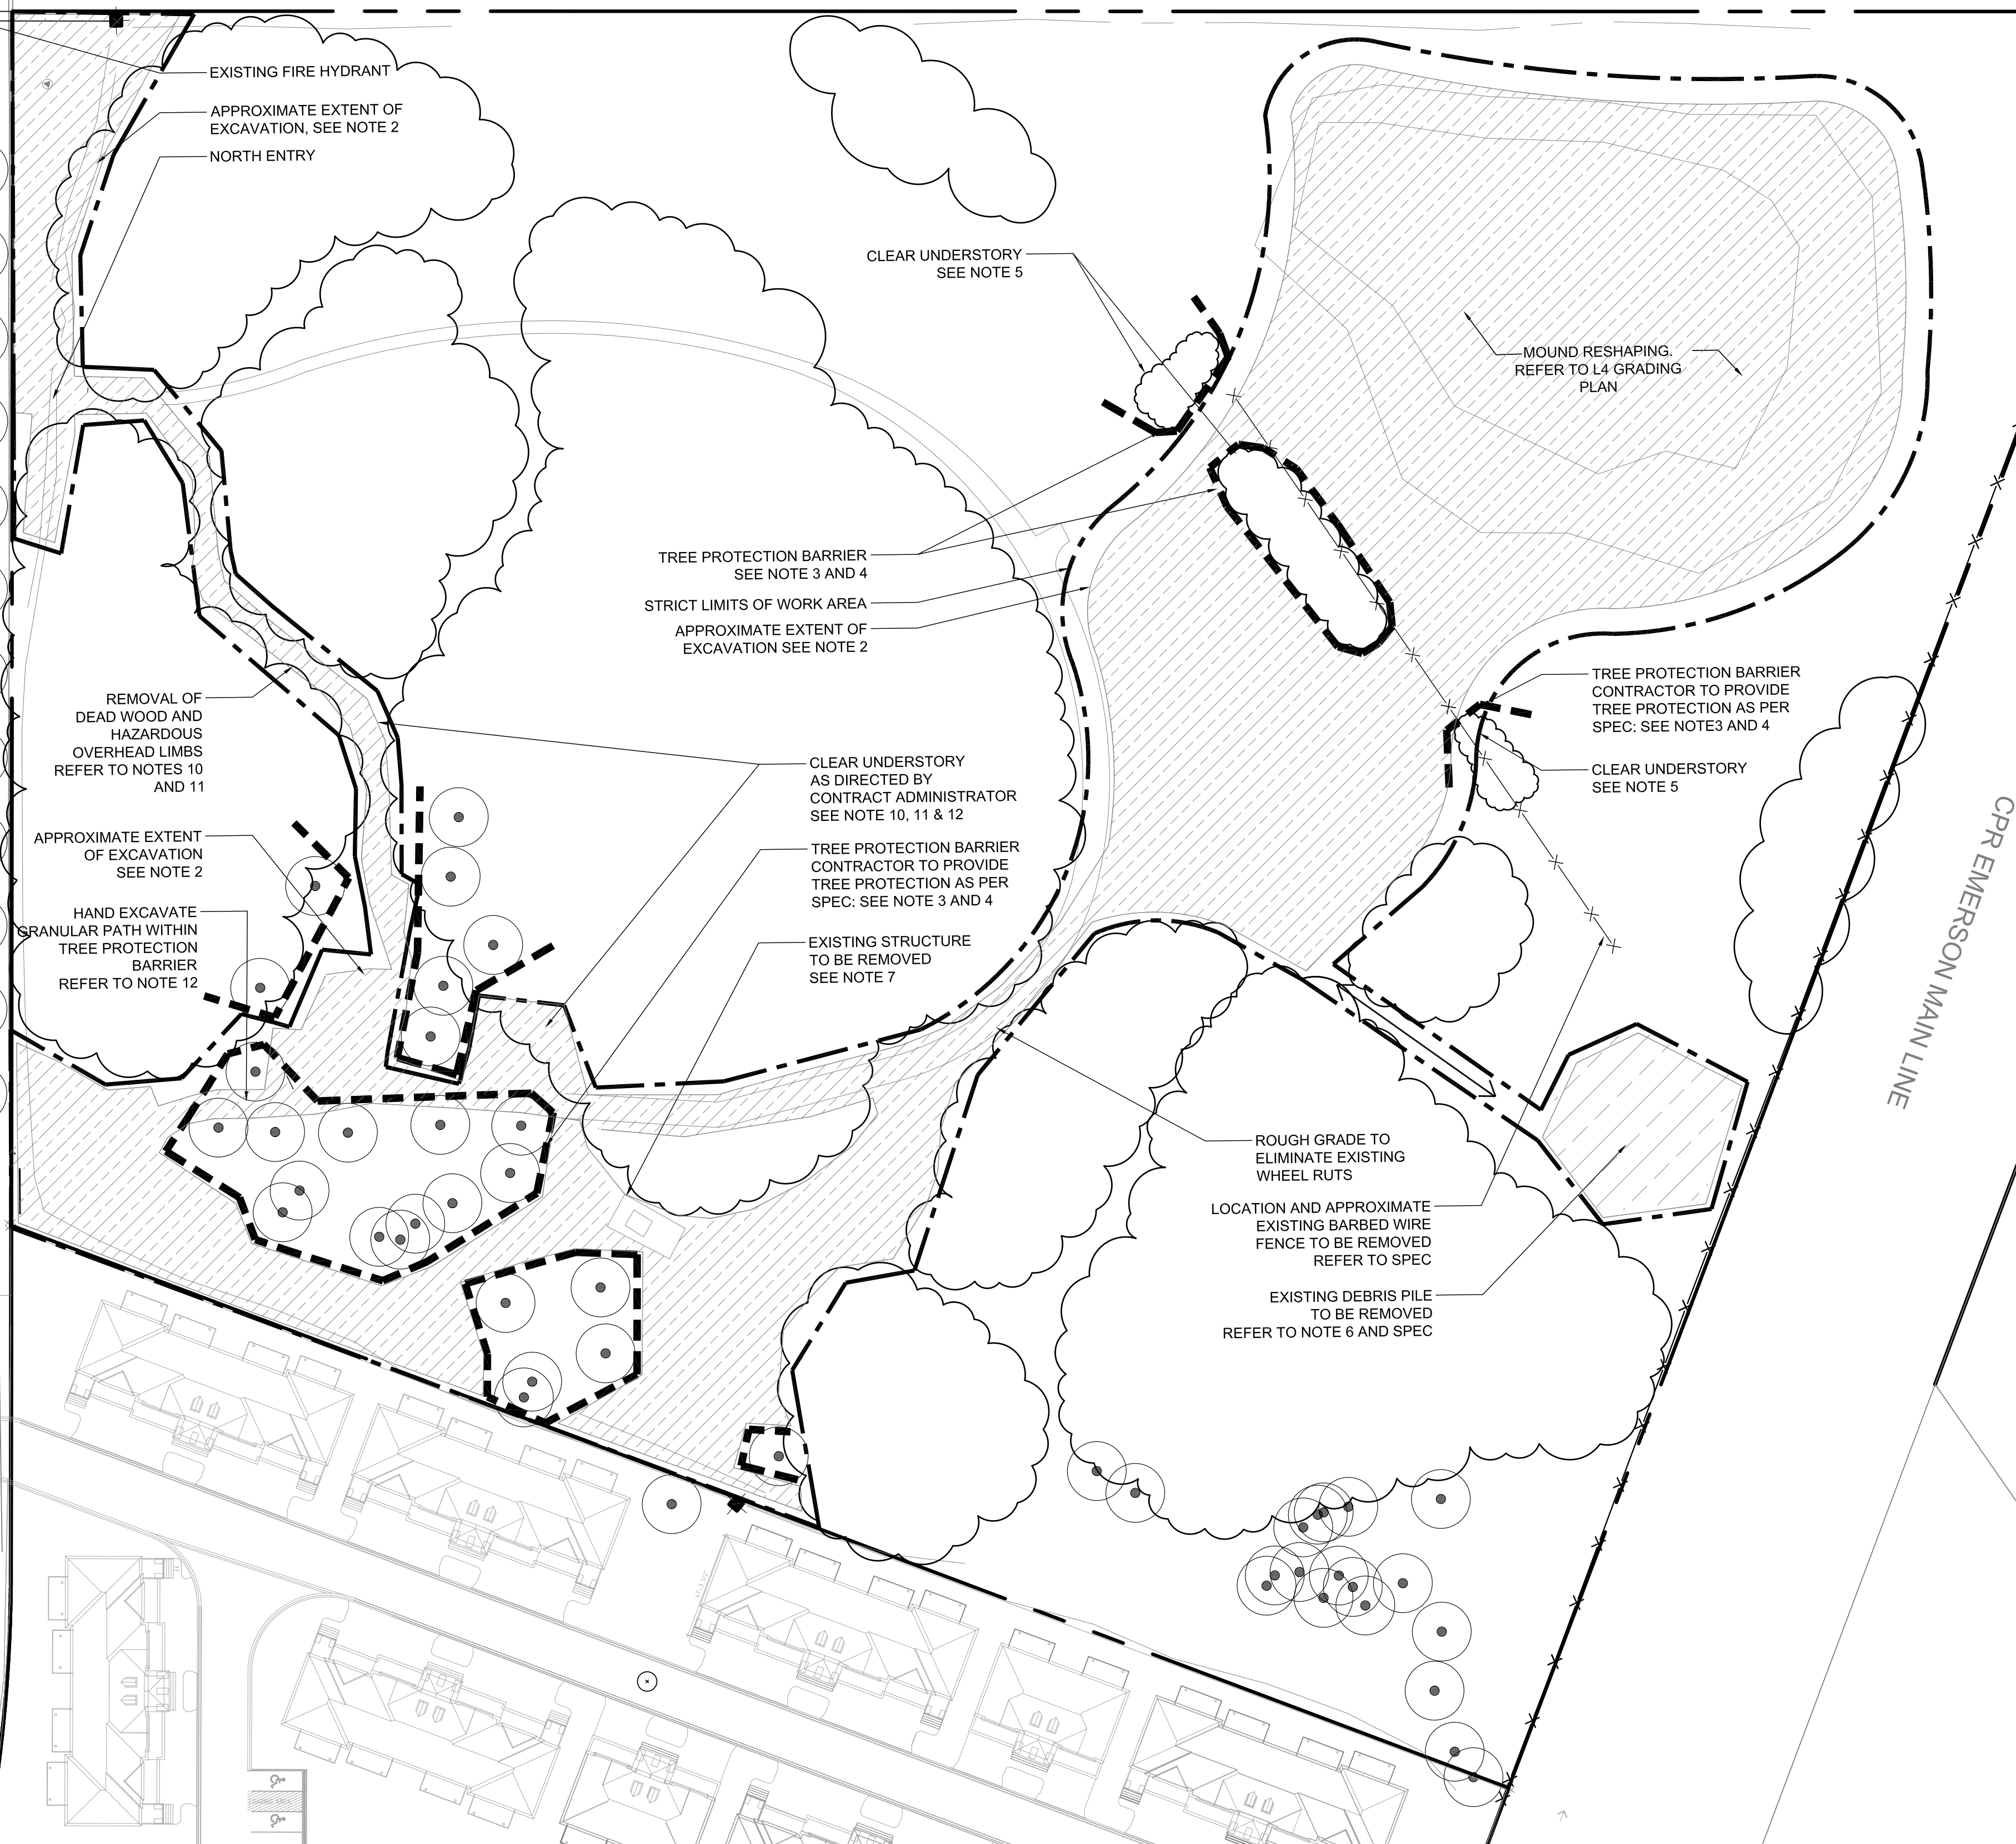 EXISTING FIRE HYDRANT
APPROXIMATE EXTENT OF
EXCAVATION, SEE NOTE 2
NORTH ENTRY
CLEAR UNDERSTORY
SEE NOTE 5
MOUND RESHAPING.
REFER TO L4 GRADING
PLAN
TREE PROTECTION BARRIER
SEE NOTE 3 AND 4
STRICT LIMITS OF WORK AREA
APPROXIMATE EXTENT OF
EXCAVATION SEE NOTE 2
TREE PROTECTION BARRIER
CONTRACTOR TO PROVIDE
TREE PROTECTION AS PER
SPEC: SEE NOTE3 AND 4
CLEAR UNDERSTORY
SEE NOTE 5
REMOVAL OF
DEAD WOOD AND
HAZARDOUS
OVERHEAD LIMBS
REFER TO NOTES 10
AND 11
CLEAR UNDERSTORY
AS DIRECTED BY
CONTRACT ADMINISTRATOR
SEE NOTE 10, 11 & 12
APPROXIMATE EXTENT
OF EXCAVATION
SEE NOTE 2
TREE PROTECTION BARRIER
CONTRACTOR TO PROVIDE
TREE PROTECTION AS PER
SPEC: SEE NOTE 3 AND 4
HAND EXCAVATE
GRANULAR PATH WITHIN
TREE PROTECTION
BARRIER
REFER TO NOTE 12
EXISTING STRUCTURE
TO BE REMOVED
SEE NOTE 7
CPR EMERSON MAIN LINE
ROUGH GRADE TO
ELIMINATE EXISTING
WHEEL RUTS
LOCATION AND APPROXIMATE
EXISTING BARBED WIRE
FENCE TO BE REMOVED
REFER TO SPEC
EXISTING DEBRIS PILE
TO BE REMOVED
REFER TO NOTE 6 AND SPEC
LOADING AREA